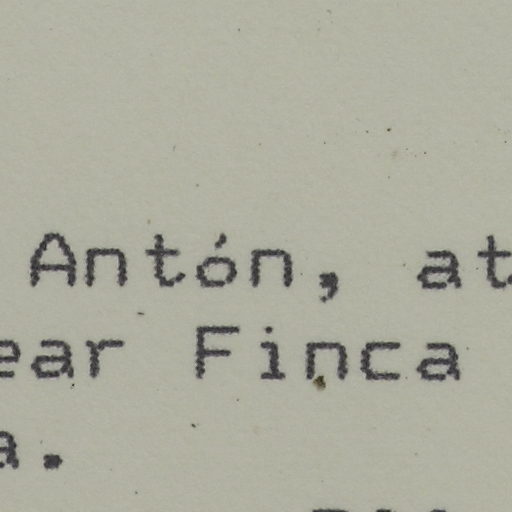 Antón, at
ear Finca
a.